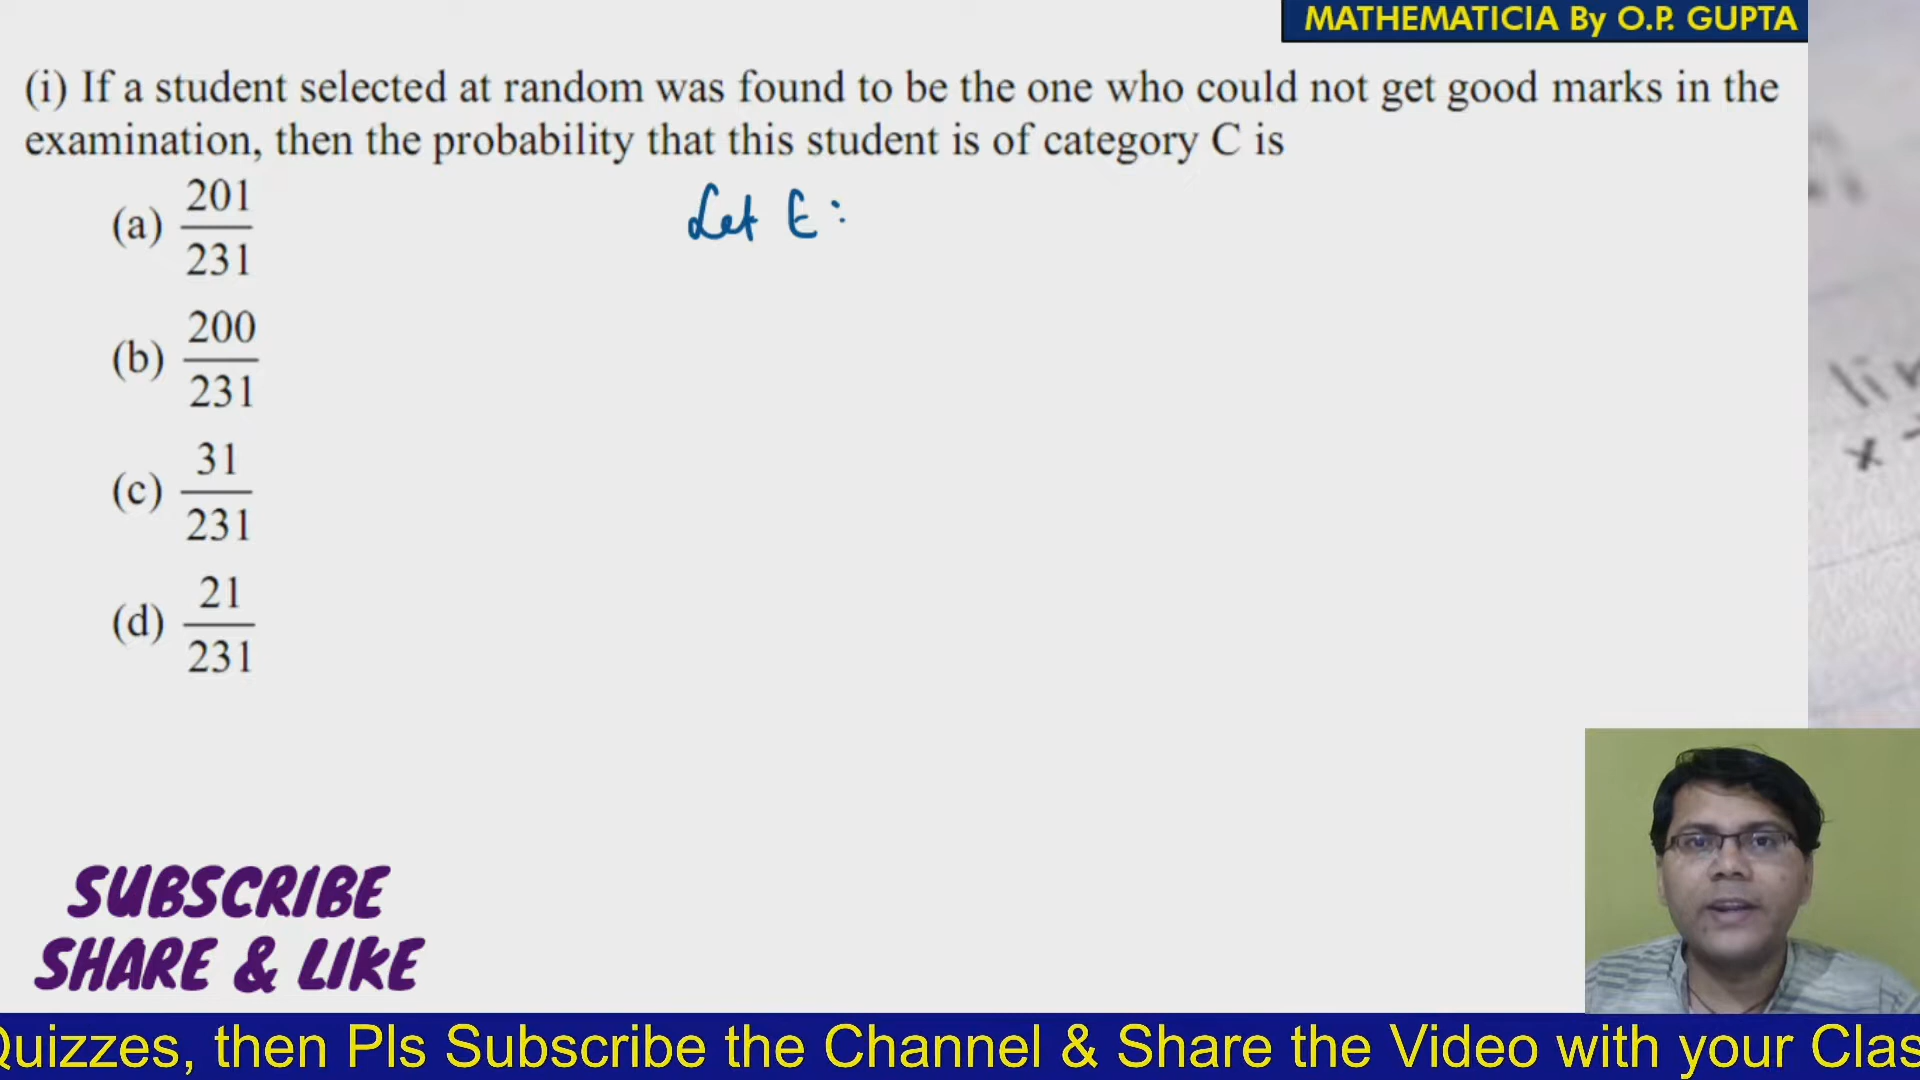 MATHEMATICIA By O.P. GUPTA
(i) If a student selected at random was found to be the one who could not get good marks in the
examination, then the probability that this student is of category C is
Let E :
(a) 201/231
(b) 200/231
(c) 31/231
(d) 21/231
lim
x
SUBSCRIBE
SHARE & LIKE
Quizzes, then Pls Subscribe the Channel & Share the Video with your Clas